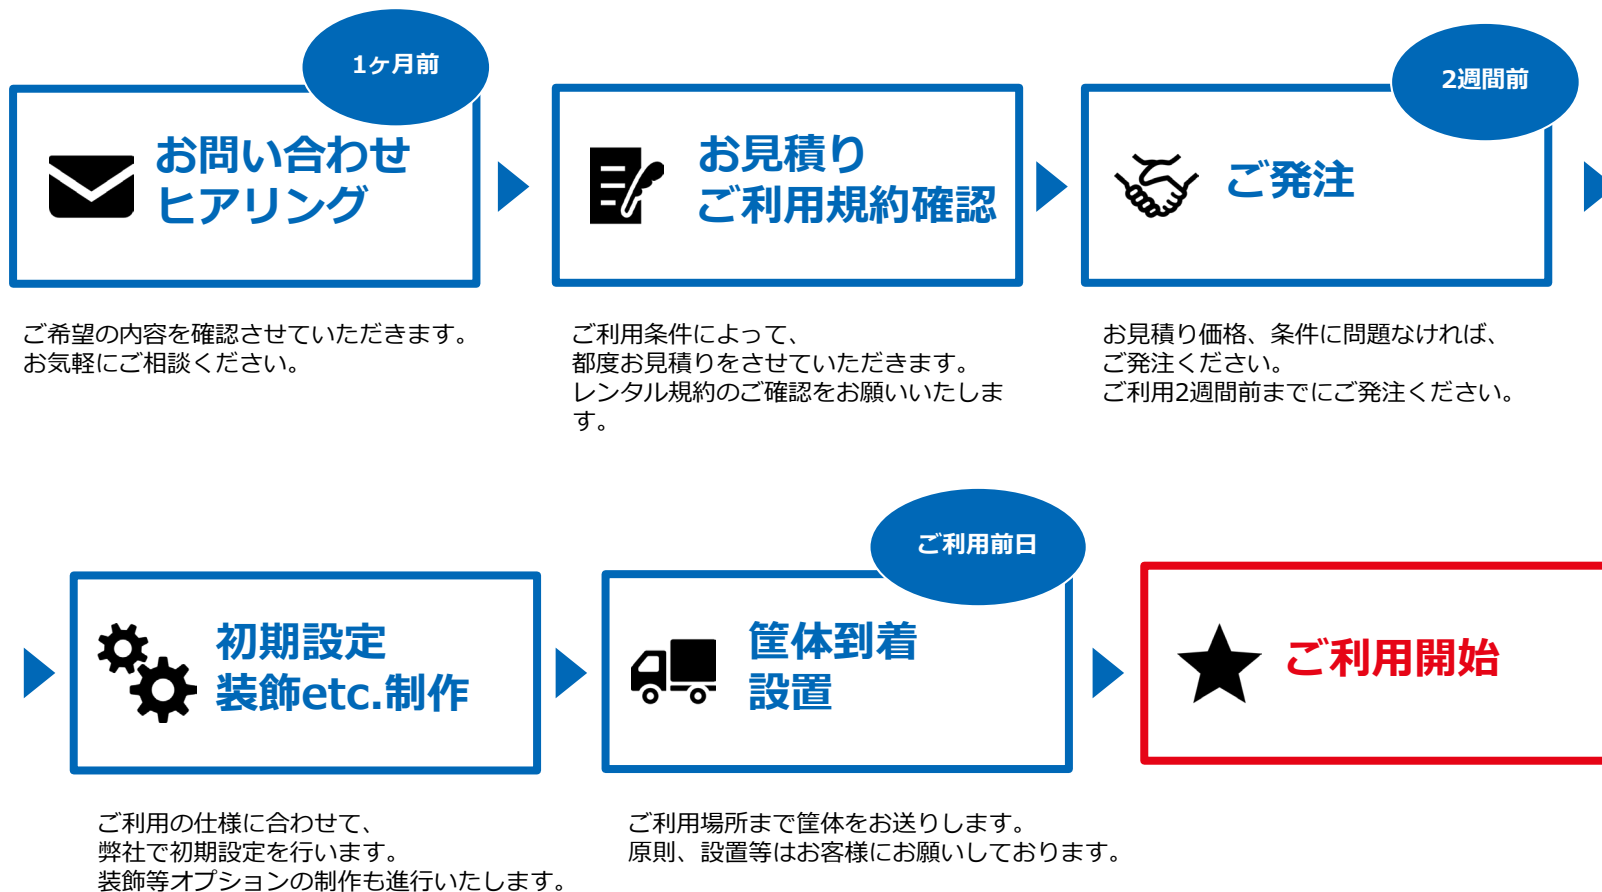 1ヶ月前
お問い合わせ
ヒアリング
お見積り
ご利用規約確認
2週間前
ご発注
ご希望の内容を確認させていただきます。
お気軽にご相談ください。
ご利用条件によって、
都度お見積りをさせていただきます。
レンタル規約のご確認をお願いいたしま
す。
お見積り価格、条件に問題なければ、
ご発注ください。
ご利用2週間前までにご発注ください。
初期設定
装飾etc.制作
ご利用前日
筐体到着
設置
ご利用開始
ご利用の仕様に合わせて、
弊社で初期設定を行います。
装飾等オプションの制作も進行いたします。
ご利用場所まで筐体をお送りします。
原則、設置等はお客様にお願いしております。